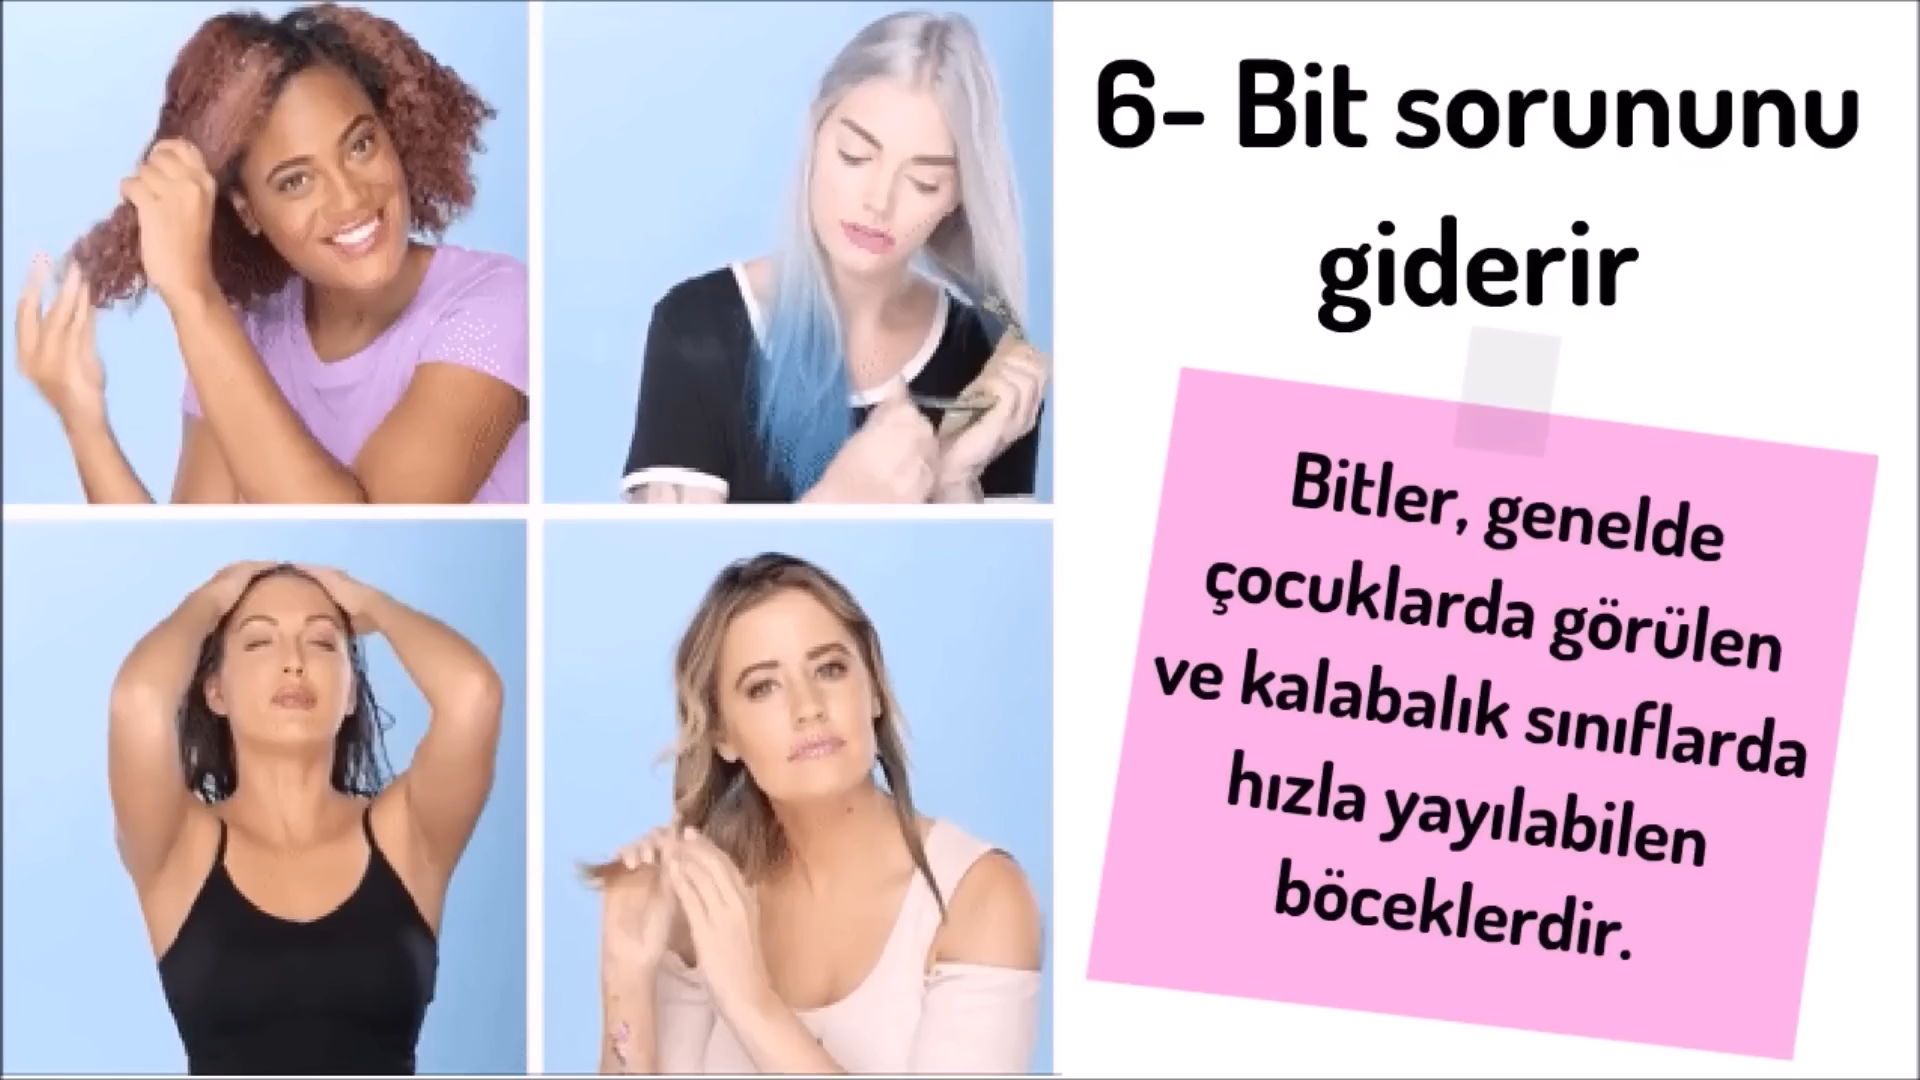 6- Bit sorununu
giderir
Bitler, genelde
çocuklarda görülen
ve kalabalık sınıflarda
hızla yayılabilen
böceklerdir.